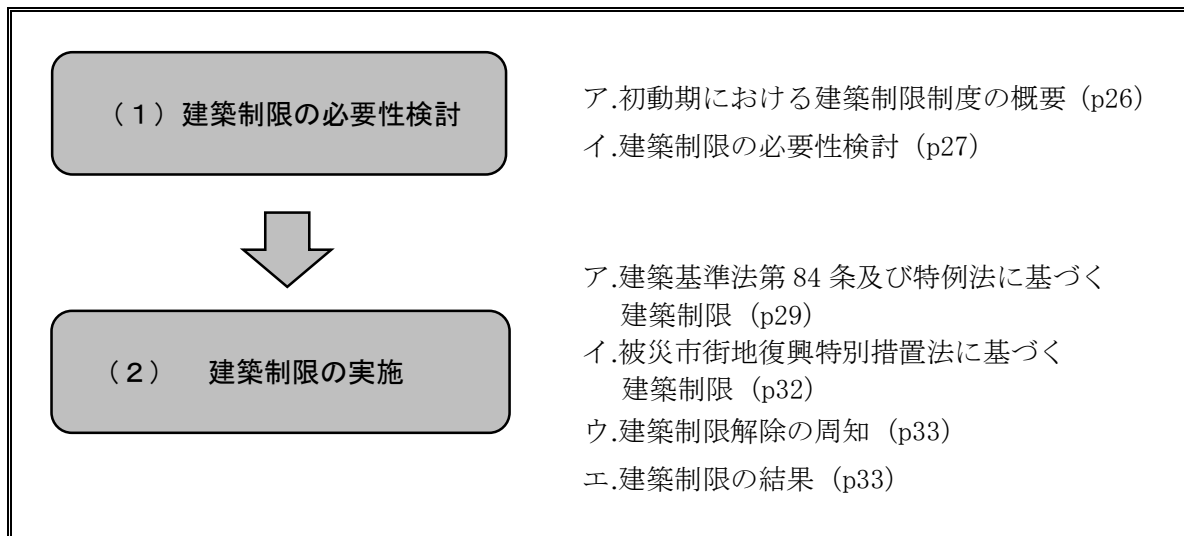 (1)建築制限の必要性検討
ア.初動期における建築制限制度の概要(p26)
イ.建築制限の必要性検討(p27)
(2) 建築制限の実施
ア.建築基準法第 84 条及び特例法に基づく
建築制限(p29)
イ.被災市街地復興特別措置法に基づく
建築制限(p32)
ウ.建築制限解除の周知(p33)
エ.建築制限の結果(p33)